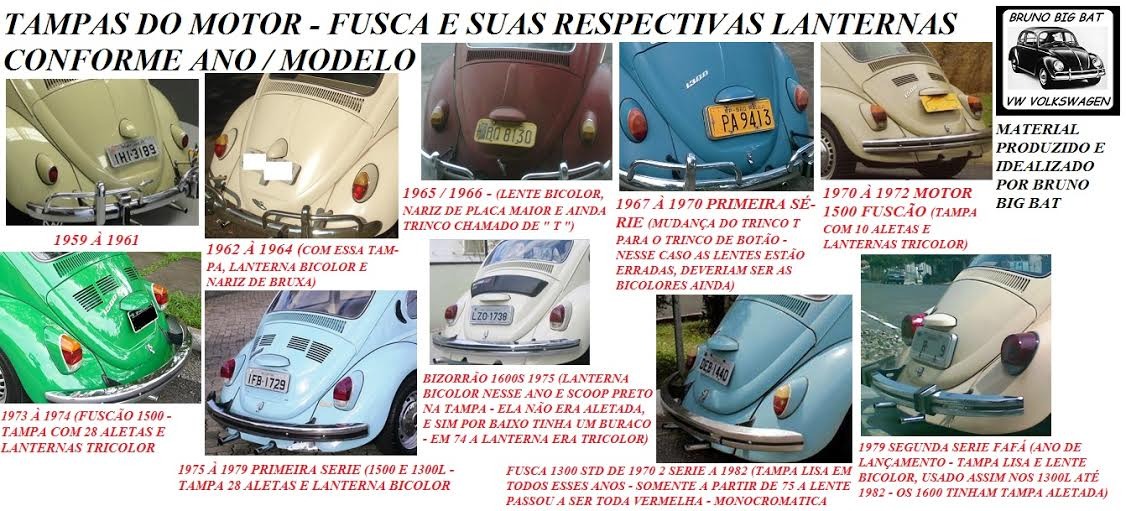 TAMPAS DO MOTOR - FUSCA E SUAS RESPECTIVAS LANTERNAS
CONFORME ANO / MODELO
BRUNO BIG BAT
VW VOLKSWAGEN
MATERIAL
PRODUZIDO E
IDEALIZADO
POR BRUNO
BIG BAT
IHI-3189
1959 À 1961
1962 À 1964 (COM ESSA TAM-
PA, LANTERNA BICOLOR E
NARIZ DE BRUXA)
BQ 8130
1965 / 1966 - (LENTE BICOLOR,
NARIZ DE PLACA MAIOR E AINDA
TRINCO CHAMADO DE " T ")
1300
PA 9413
1967 À 1970 PRIMEIRA SÉ-
RIE (MUDANÇA DO TRINCO T
PARA O TRINCO DE BOTÃO -
NESSE CASO AS LENTES ESTÃO
ERRADAS, DEVERIAM SER AS
BICOLORES AINDA)
1970 À 1972 MOTOR
1500 FUSCÃO (TAMPA
COM 10 ALETAS E
LANTERNAS TRICOLOR)
1973 À 1974 (FUSCÃO 1500 -
TAMPA COM 28 ALETAS E
LANTERNAS TRICOLOR)
IFB-1729
1975 À 1979 PRIMEIRA SERIE (1500 E 1300L -
TAMPA 28 ALETAS E LANTERNA BICOLOR)
LZO-1738
BIZORRÃO 1600S 1975 (LANTERNA
BICOLOR NESSE ANO E SCOOP PRETO
NA TAMPA - ELA NÃO ERA ALETADA,
E SIM POR BAIXO TINHA UM BURACO
- EM 74 A LANTERNA ERA TRICOLOR)
DEB 1440
FUSCA 1300 STD DE 1970 2 SERIE A 1982 (TAMPA LISA EM
TODOS ESSES ANOS - SOMENTE A PARTIR DE 75 A LENTE
PASSOU A SER TODA VERMELHA - MONOCROMATICA
1979 SEGUNDA SERIE FAFÁ (ANO DE
LANÇAMENTO - TAMPA LISA E LENTE
BICOLOR, USADO ASSIM NOS 1300L ATÉ
1982 - OS 1600 TINHAM TAMPA ALETADA)